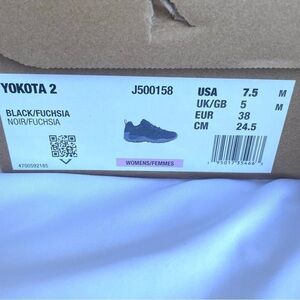 YOKOTA 2
J500158
BLACK/FUCHSIA
NOIR/FUCHSIA
4700592185
WOMENS/FEMMES
USA 7.5 M
UK/GB 5 M
EUR 38
CM 24.5